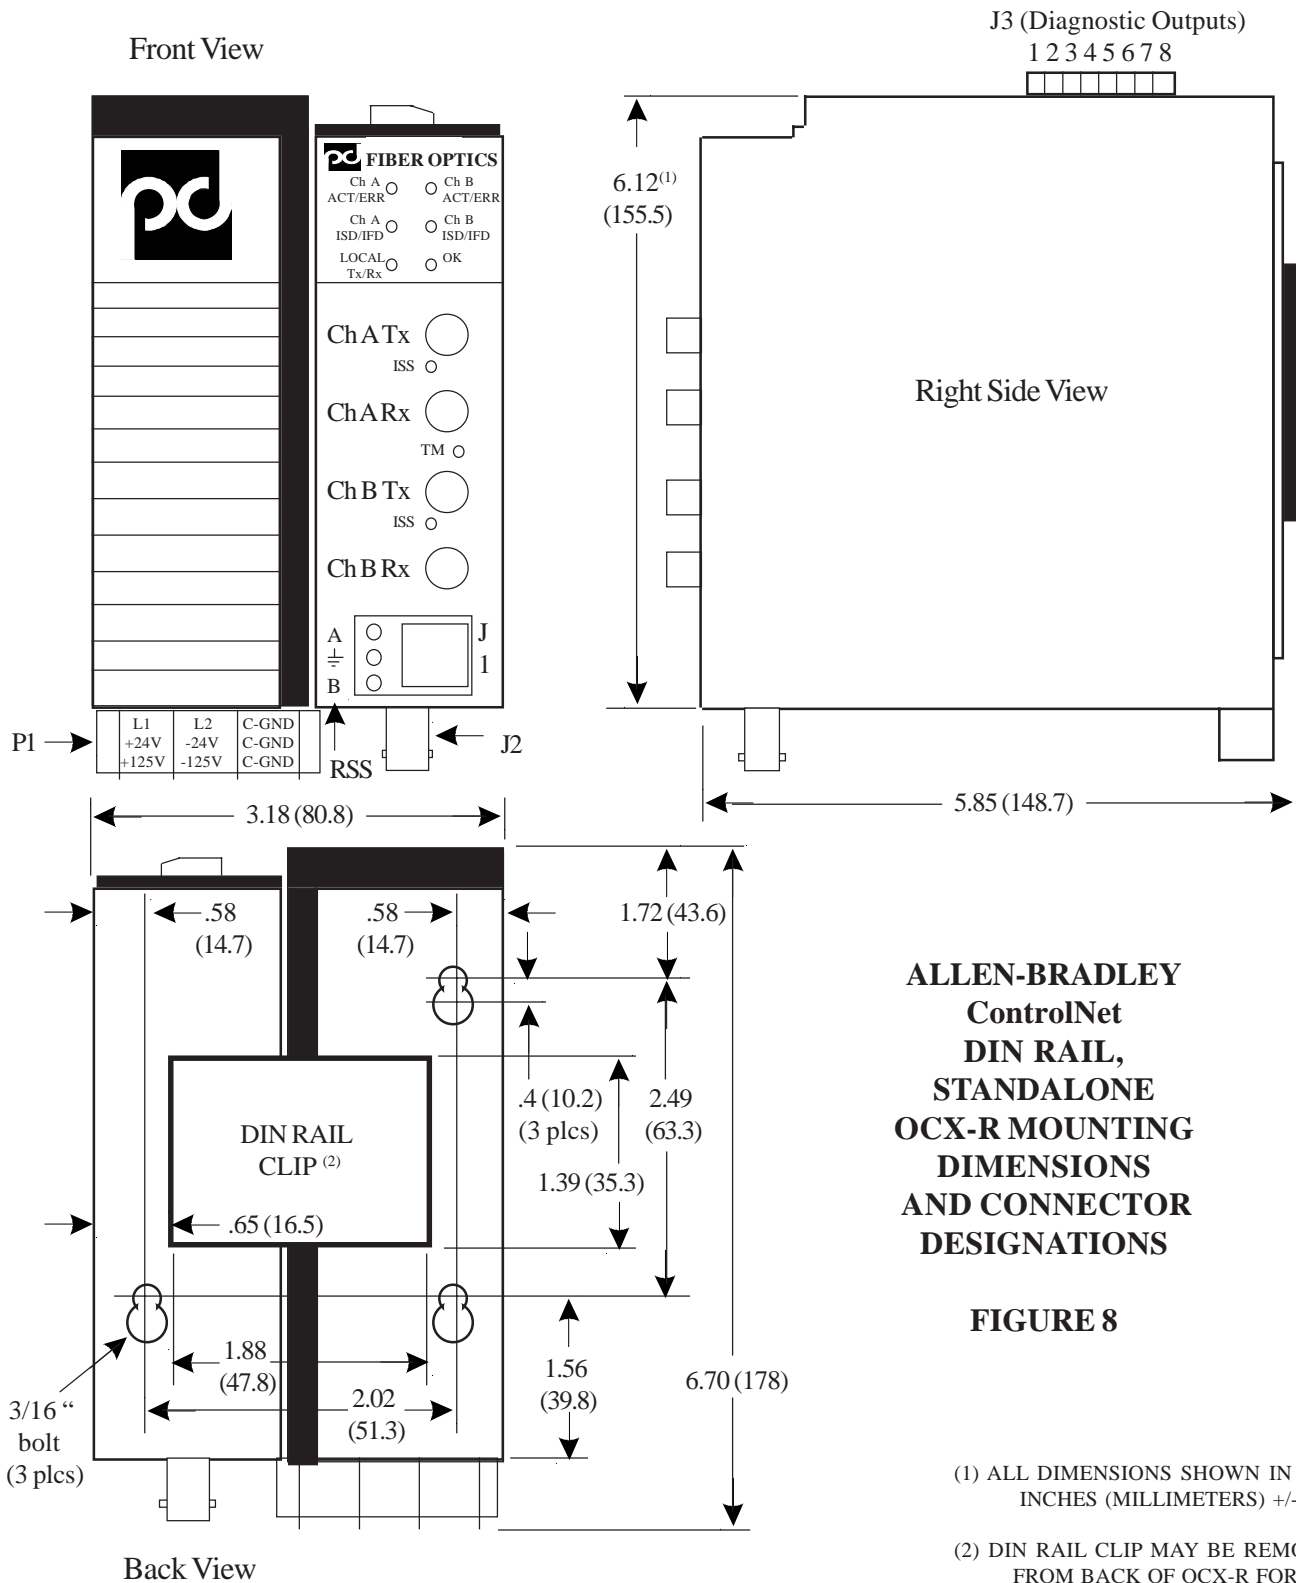 Front View
J3 (Diagnostic Outputs)
1 2 3 4 5 6 7 8
pd
pd FIBER OPTICS
Ch A
ACT/ERR
Ch B
ACT/ERR
Ch A
ISD/IFD
Ch B
ISD/IFD
LOCAL
Tx/Rx
OK
Ch A Tx
ISS
Ch A Rx
TM
Ch B Tx
ISS
Ch B Rx
A
B
J
1
P1
L1
+24V
+125V
L2
-24V
-125V
C-GND
C-GND
C-GND
RSS
J2
6.12(1)
(155.5)
Right Side View
3.18 (80.8)
5.85 (148.7)
.58
(14.7)
.58
(14.7)
1.72 (43.6)
.4 (10.2)
(3 plcs)
2.49
(63.3)
DIN RAIL
CLIP (2)
1.39 (35.3)
.65 (16.5)
1.88
(47.8)
2.02
(51.3)
1.56
(39.8)
6.70 (178)
3/16 “
bolt
(3 plcs)
Back View
ALLEN-BRADLEY
ControlNet
DIN RAIL,
STANDALONE
OCX-R MOUNTING
DIMENSIONS
AND CONNECTOR
DESIGNATIONS
FIGURE 8
(1) ALL DIMENSIONS SHOWN IN
INCHES (MILLIMETERS) +/-
(2) DIN RAIL CLIP MAY BE REMO
FROM BACK OF OCX-R FOR